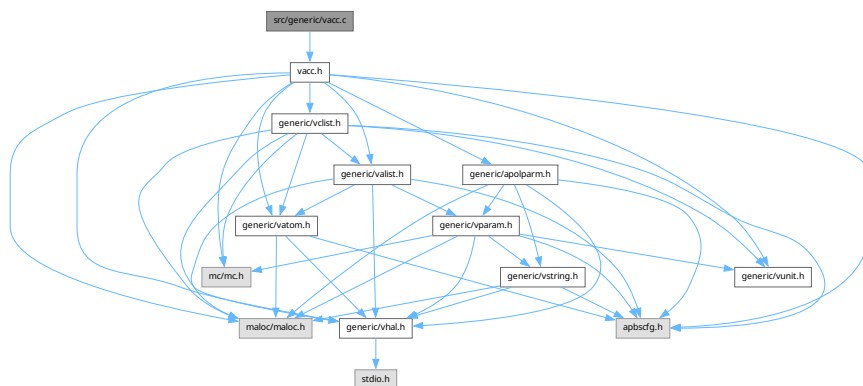 src/generic/vacc.c
vacc.h
generic/vclist.h
generic/valist.h
generic/apolparm.h
generic/vatom.h
generic/vparam.h
mc/mc.h
generic/vstring.h
generic/vunit.h
maloc/maloc.h
generic/vhal.h
apbscfg.h
stdio.h